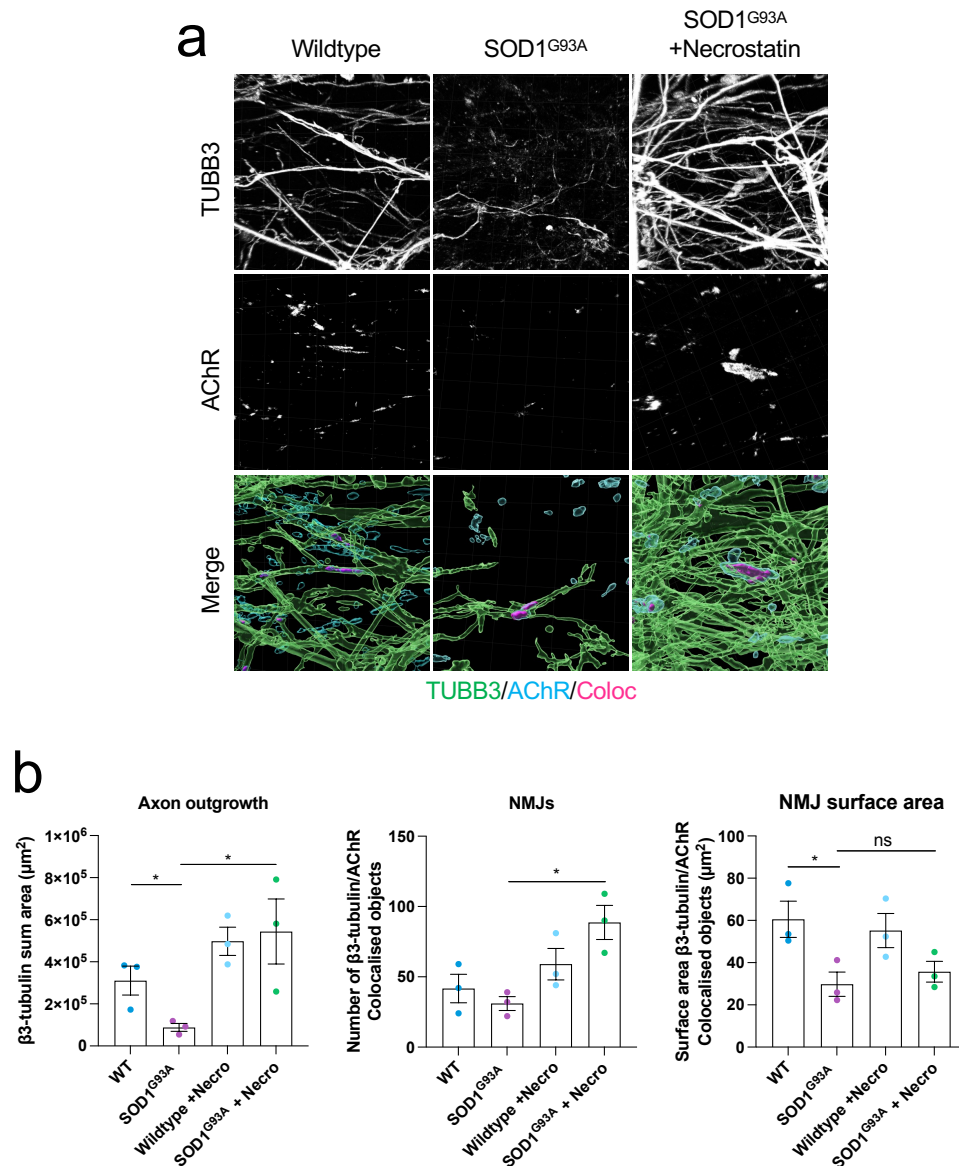 a
Wildtype
SOD1G93A
SOD1G93A
+Necrostatin
TUBB3
AChR
Merge
TUBB3/AChR/Coloc
b
Axon outgrowth
β3-tubulin sum area (µm²)
1×10⁶
8×10⁵
6×10⁵
4×10⁵
2×10⁵
0
*
*
WT
SOD1G93A
Wildtype +Necro
SOD1G93A + Necro
NMJs
Number of β3-tubulin/AChR
Colocalised objects
150
100
50
0
*
WT
SOD1G93A
Wildtype +Necro
SOD1G93A + Necro
NMJ surface area
Surface area β3-tubulin/AChR
Colocalised objects (µm²)
100
80
60
40
20
0
*
ns
WT
SOD1G93A
Wildtype +Necro
SOD1G93A + Necro